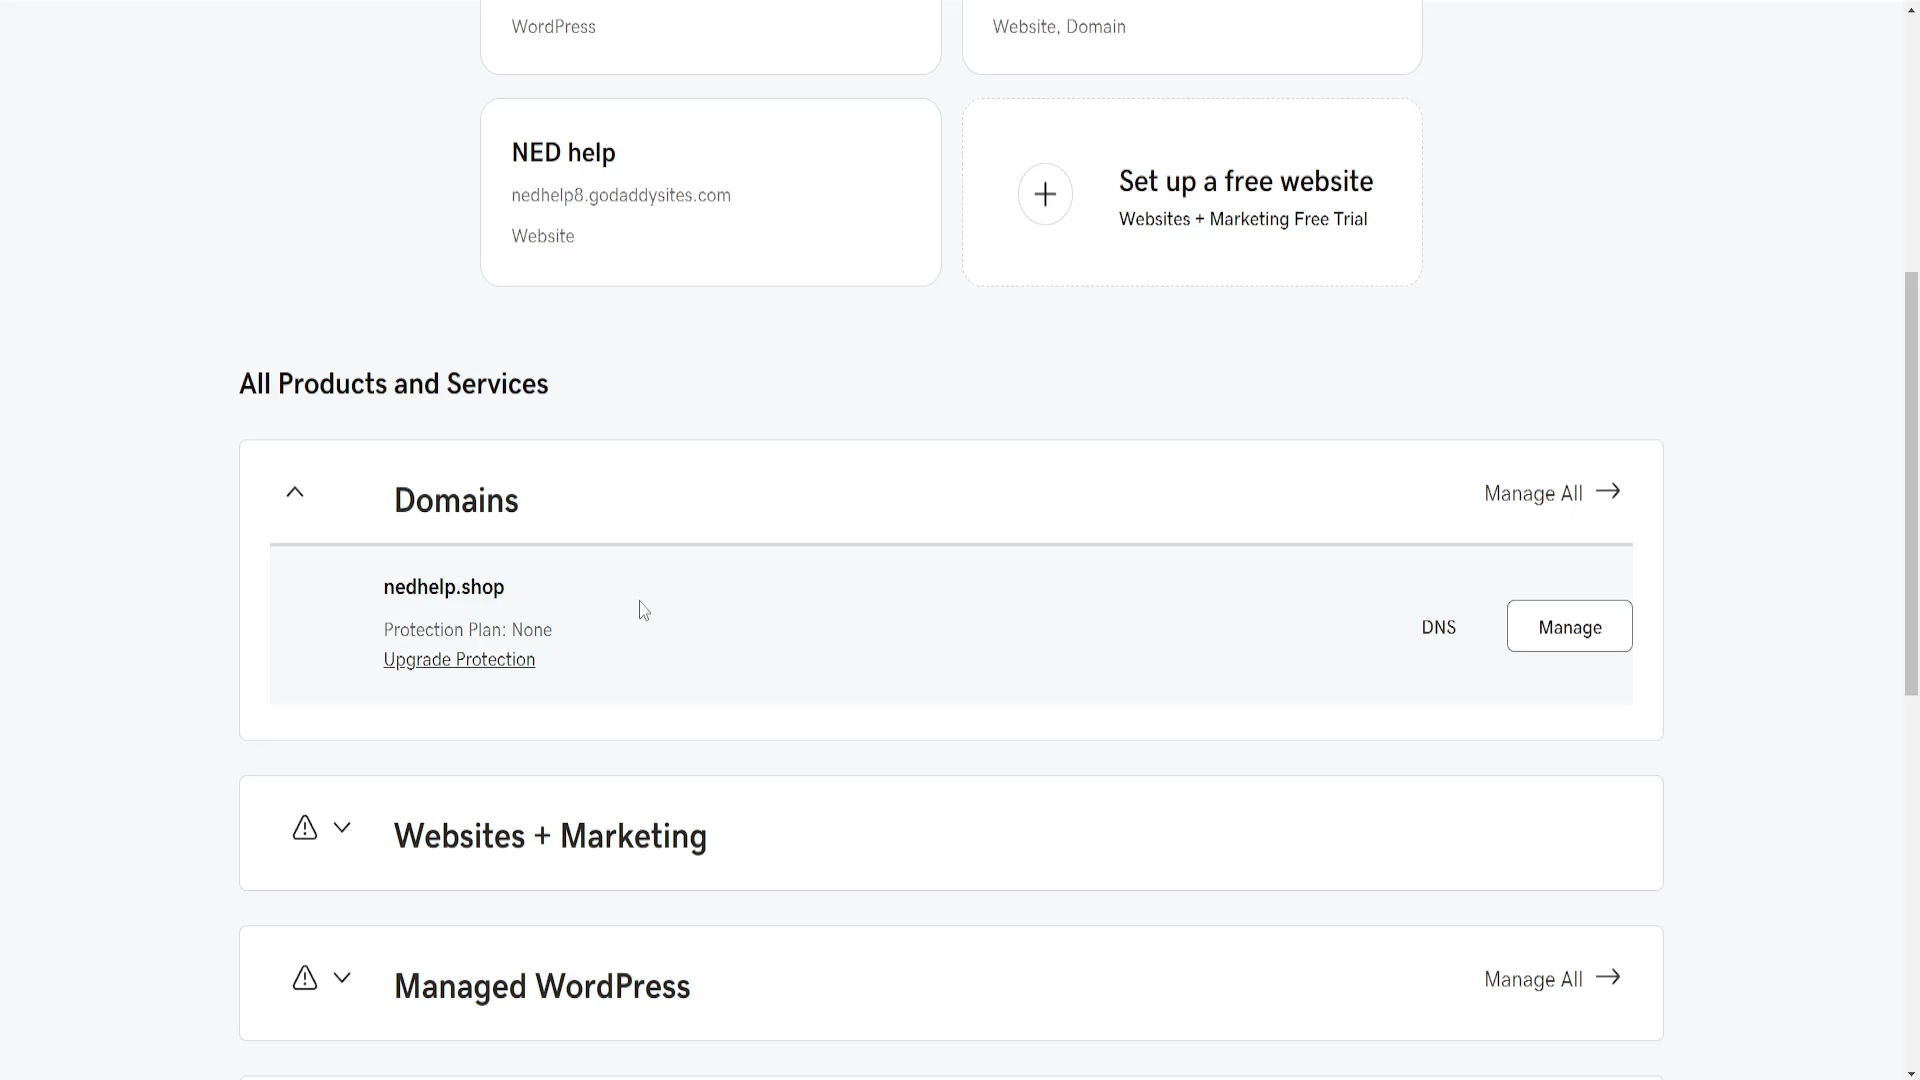 WordPress
Website, Domain
NED help
nedhelp8.godaddysites.com
Website
Set up a free website
Websites + Marketing Free Trial
All Products and Services
Domains
Manage All
nedhelp.shop
Protection Plan: None
Upgrade Protection
DNS
Manage
Websites + Marketing
Managed WordPress
Manage All